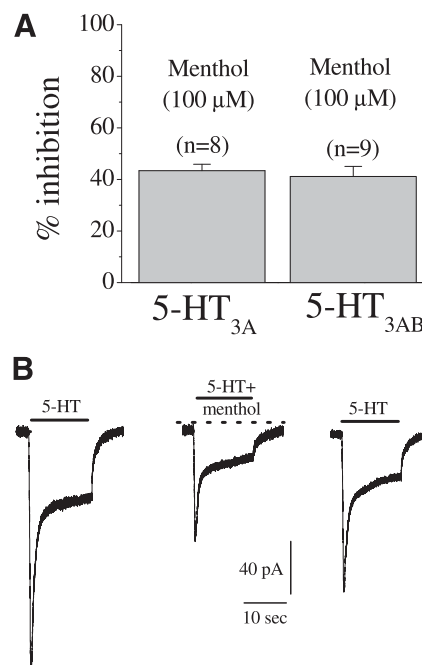 A
100
80
60
40
20
0
% inhibition
Menthol
(100 μM)
(n=8)
Menthol
(100 μM)
(n=9)
5-HT3A
5-HT3AB
B
5-HT
5-HT+
menthol
5-HT
40 pA
10 sec